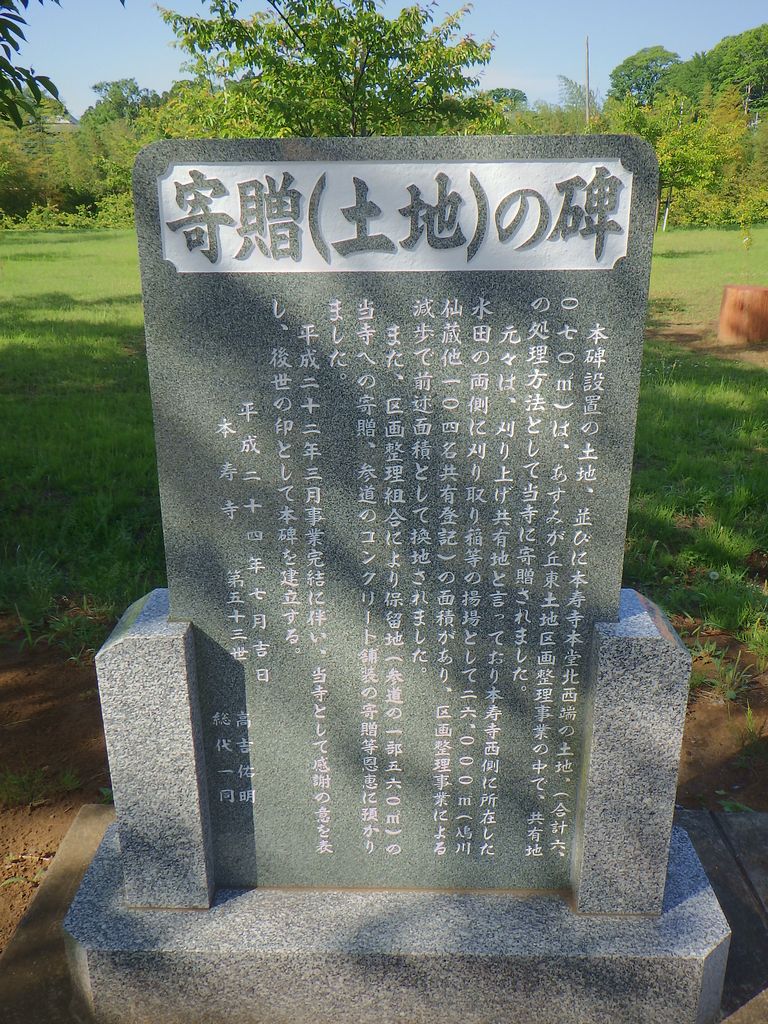 寄贈(土地)の碑
本碑設置の土地、並びに本寿寺本堂北西端の土地、(合計六、
〇七〇㎡)は、あすみが丘東土地区画整理事業の中で、共有地
の処理方法として当寺に寄贈されました。
元々は、刈り上げ共有地と言っており本寿寺西側に所在した
水田の両側に刈り取り稲等の揚場として二六、〇〇〇㎡(鳰川
仙蔵他一〇四名共有登記)の面積があり、区画整理事業による
減歩で前述面積として換地されました。
また、区画整理組合により保留地(参道の一部五六〇㎡)の
当寺への寄贈、参道のコンクリート舗装の寄贈等恩恵に預かり
ました。
平成二十二年三月事業完結に伴い、当寺として感謝の意を表
し、後世の印として本碑を建立する。
平成二十四年七月吉日
本寿寺 第五十三世 高吉佑明
総代一同